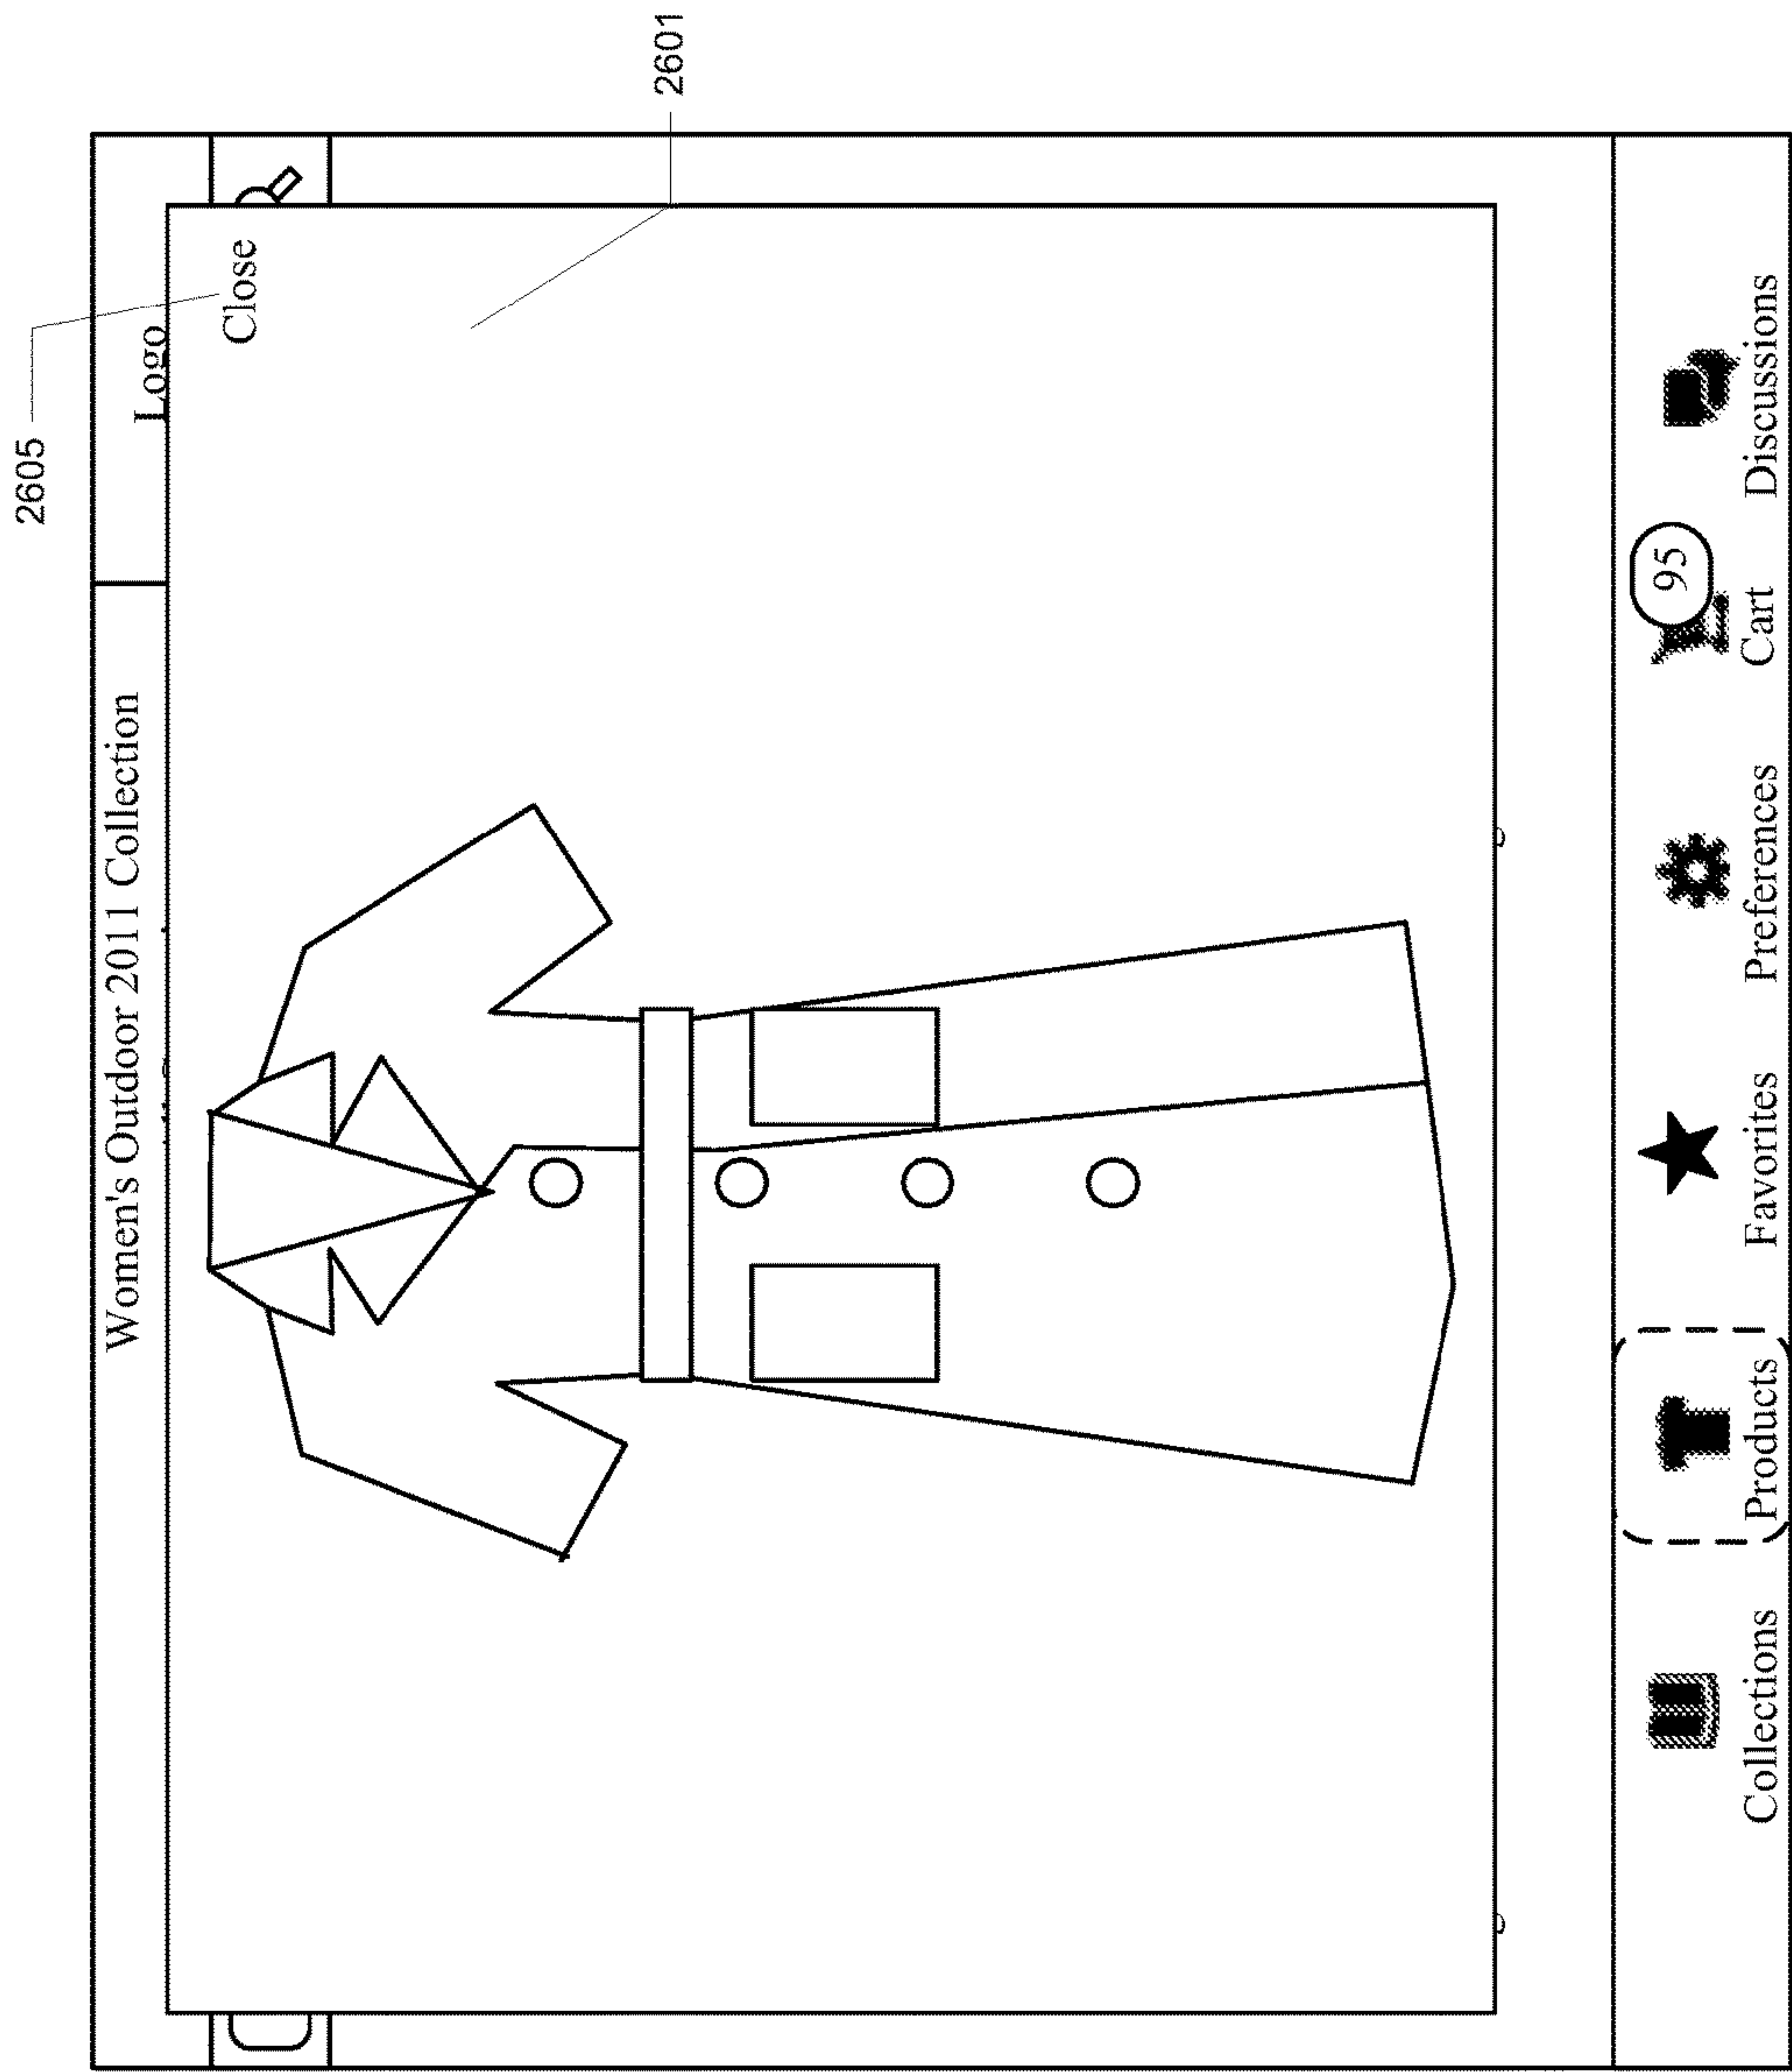 2605
2601
Women's Outdoor 2011 Collection
Logo
Close
95
Collections
Products
Favorites
Preferences
Cart
Discussions